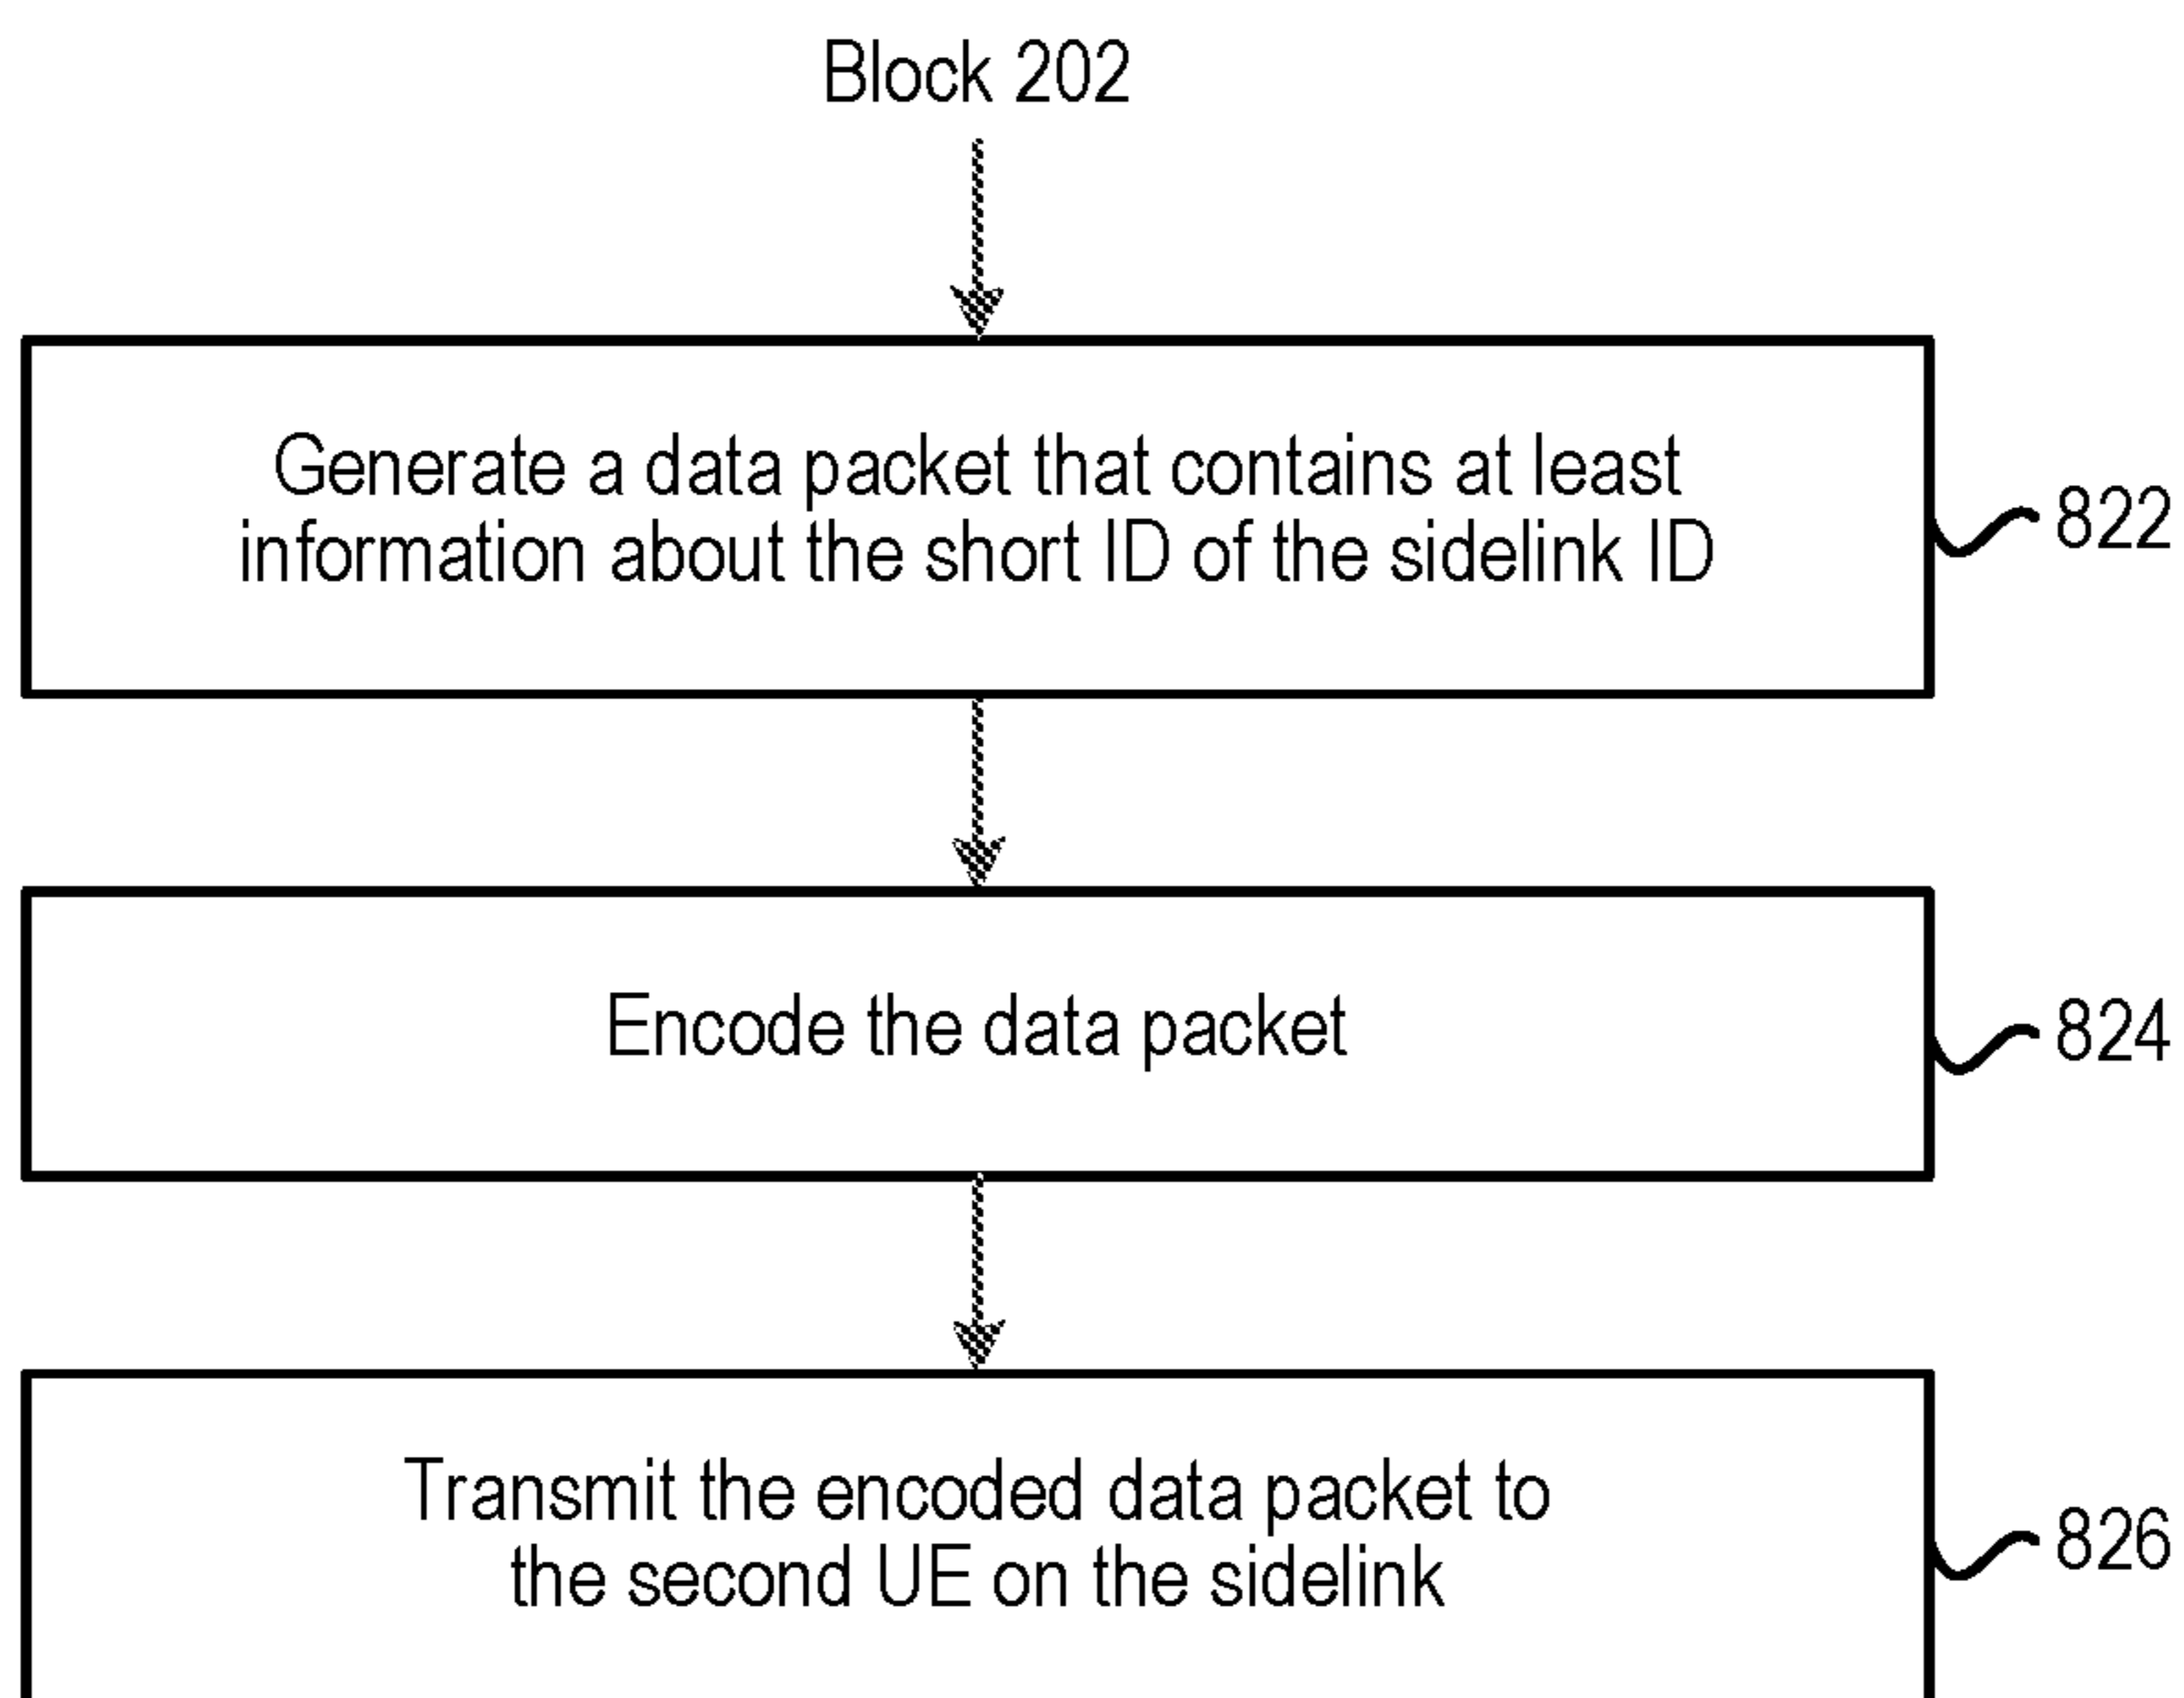 Block 202
Generate a data packet that contains at least
information about the short ID of the sidelink ID
822
Encode the data packet
824
Transmit the encoded data packet to
the second UE on the sidelink
826